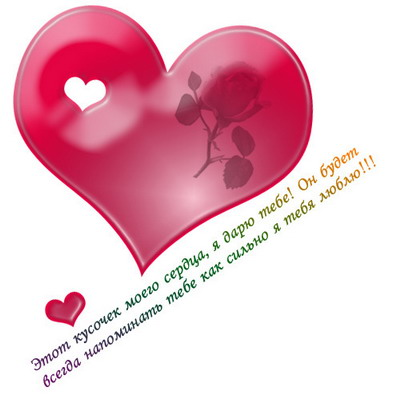 Этот кусочек моего сердца, я дарю тебе! Он будет
всегда напоминать тебе как сильно я тебя люблю!!!